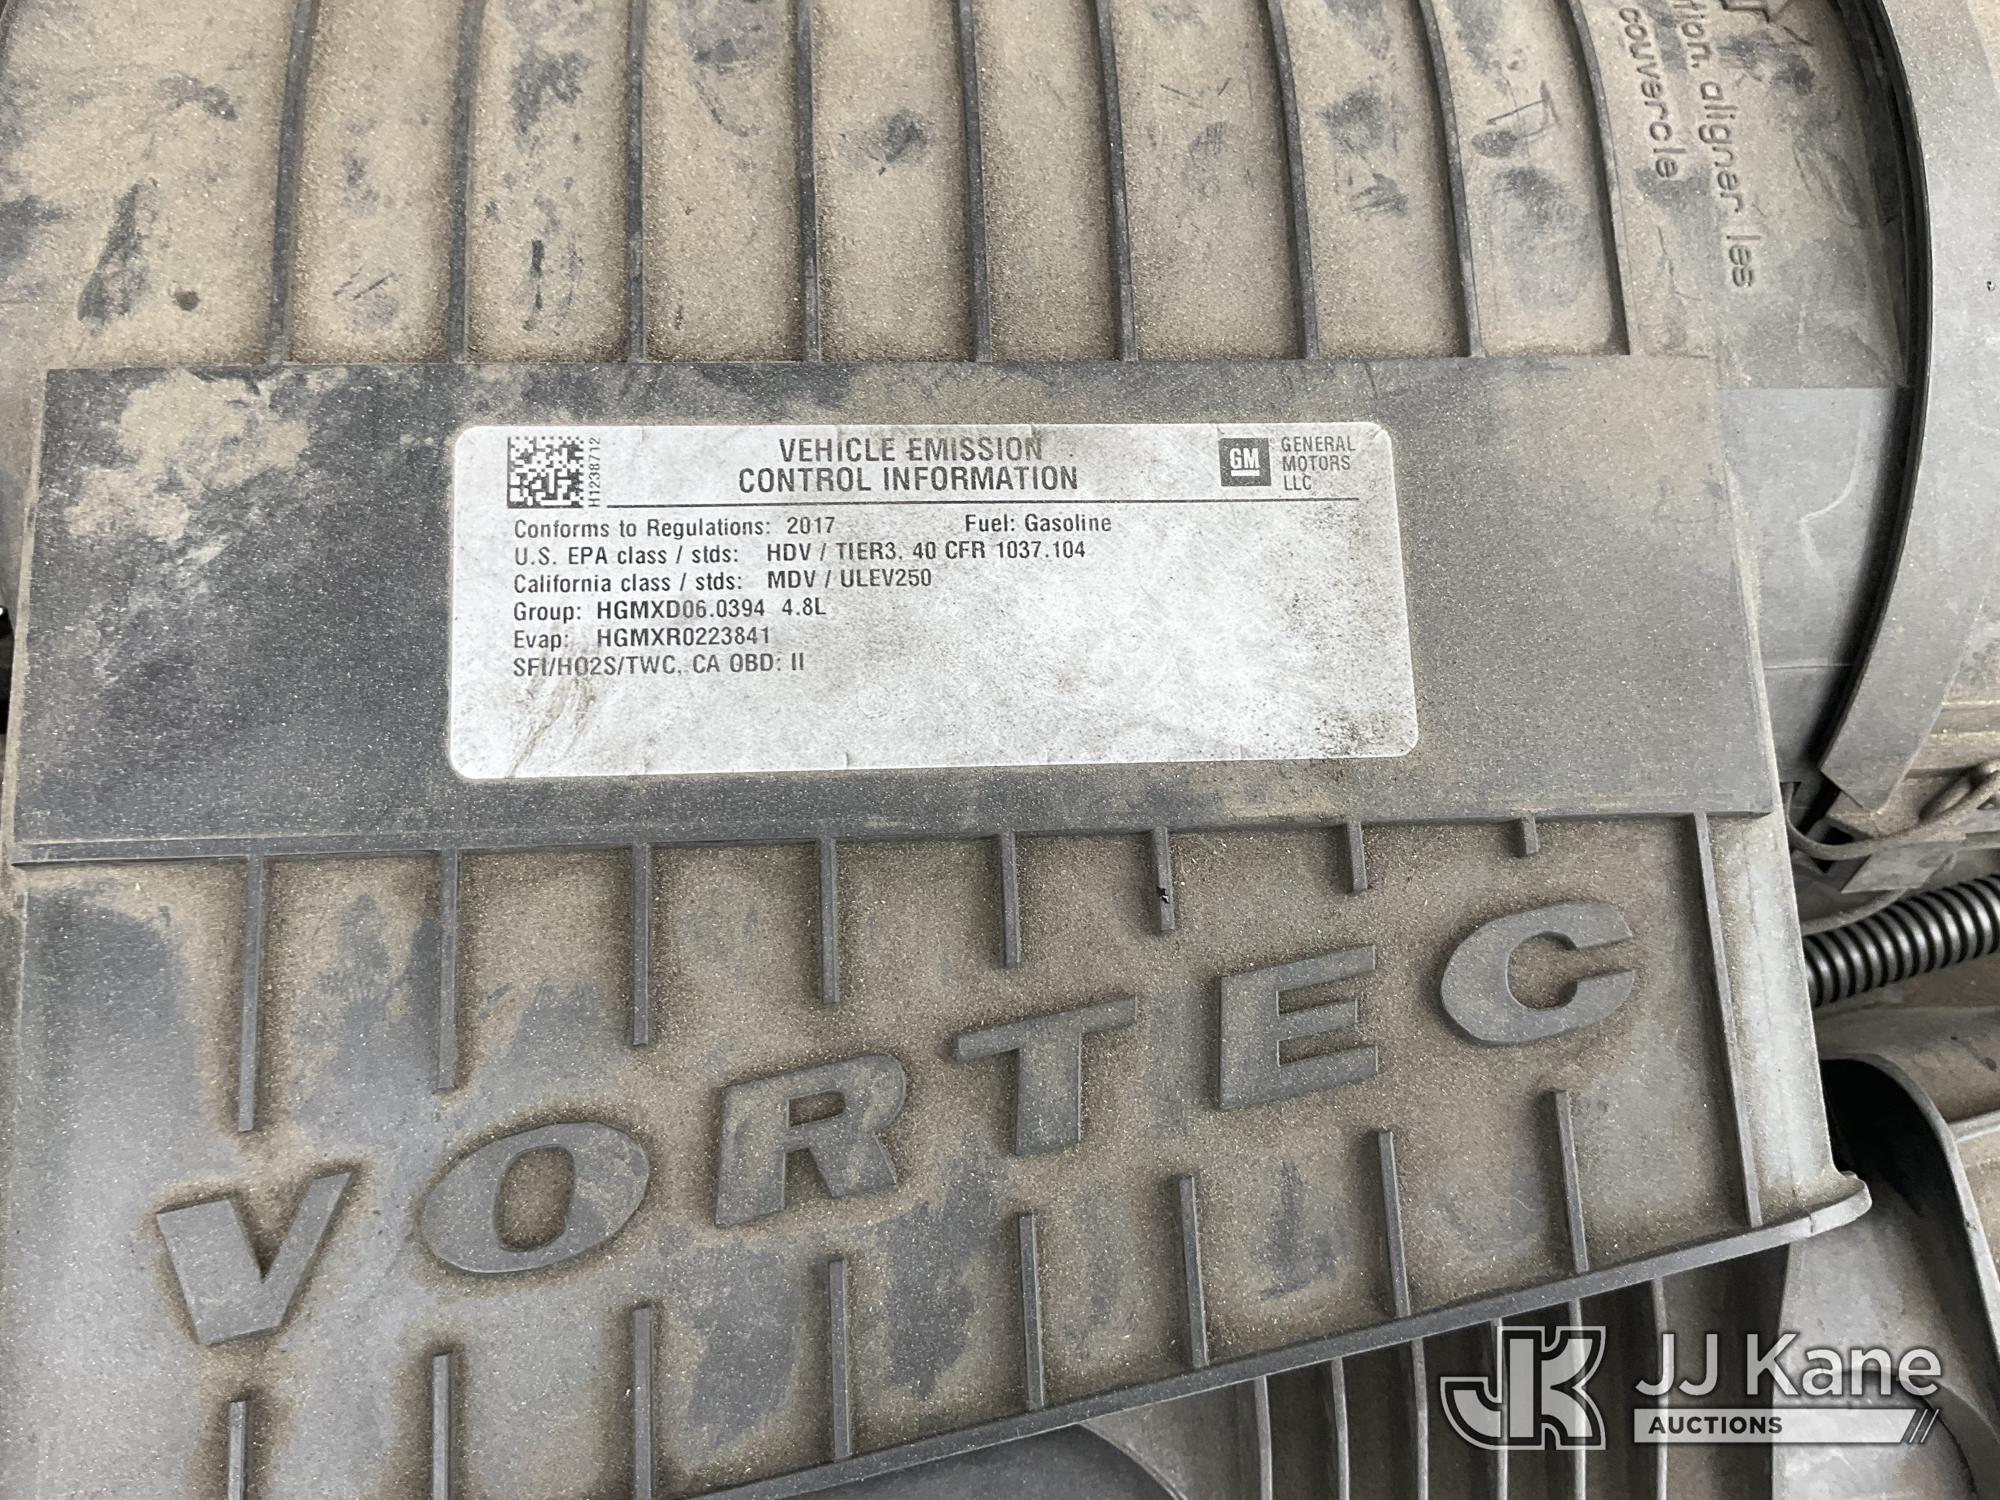 tion, aligner les
couvercle
H1238712
VEHICLE EMISSION
CONTROL INFORMATION
GM
GENERAL
MOTORS
LLC
Conforms to Regulations: 2017 Fuel: Gasoline
U.S. EPA class / stds: HDV / TIER3. 40 CFR 1037.104
California class / stds: MDV / ULEV250
Group: HGMXD06.0394 4.8L
Evap: HGMXR0223841
SFI/HO2S/TWC, CA OBD: II
VORTEC
JK
JJ Kane
AUCTIONS